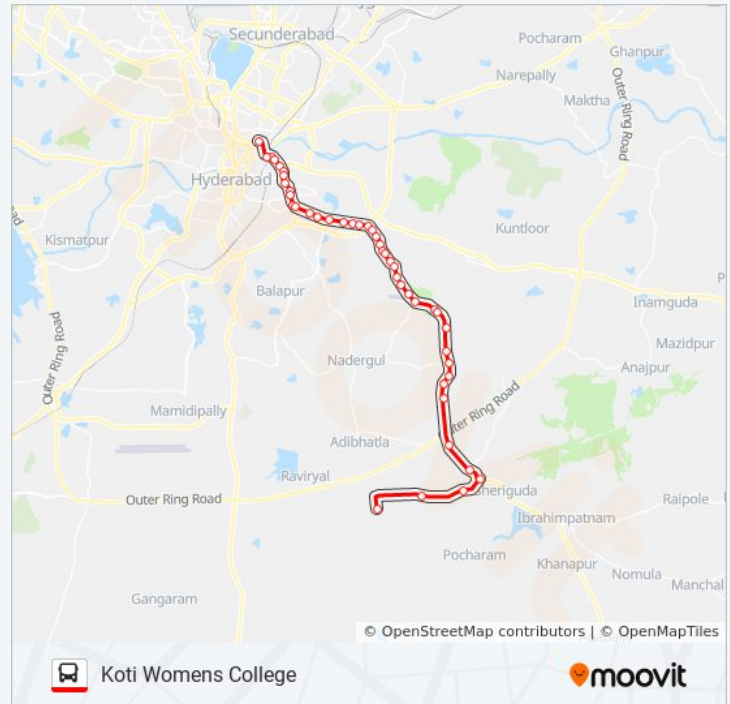 Secunderabad
Pocharam
Ghanpur
Narepally
Maktha
Outer Ring Road
Hyderabad
Kismatpur
Kuntloor
Balapur
Inamguda
Mazidpur
Nadergul
Anajpur
Outer Ring Road
Mamidipally
Outer Ring Road
Adibhatla
Raviryal
Outer Ring Road
Sheriguda
Raipole
Ibrahimpatnam
Pocharam
Khanapur
Nomula
Manchal
Gangaram
© OpenStreetMap contributors | © OpenMapTiles
Koti Womens College
moovit